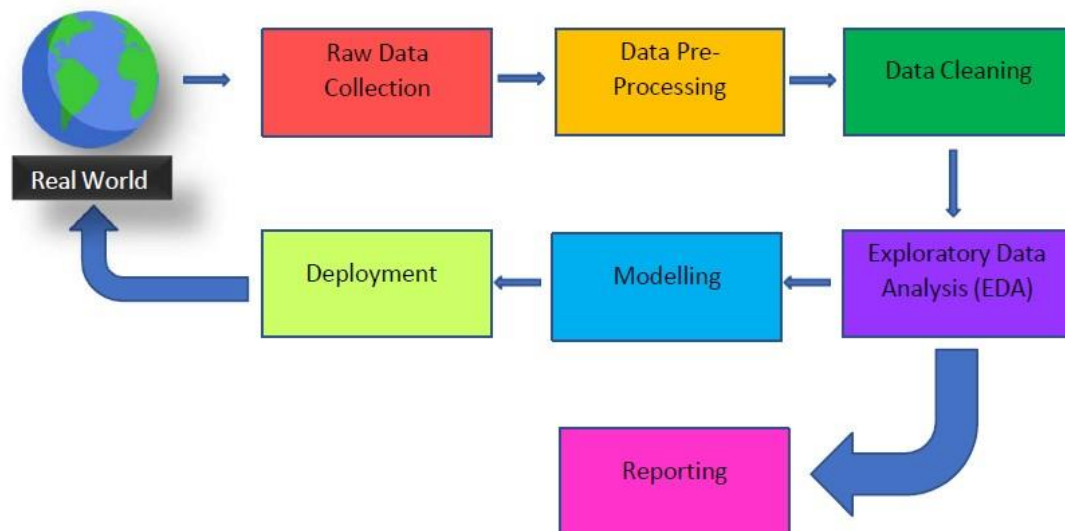 Raw Data
Collection
Data Pre-
Processing
Data Cleaning
Real World
Deployment
Modelling
Exploratory Data
Analysis (EDA)
Reporting